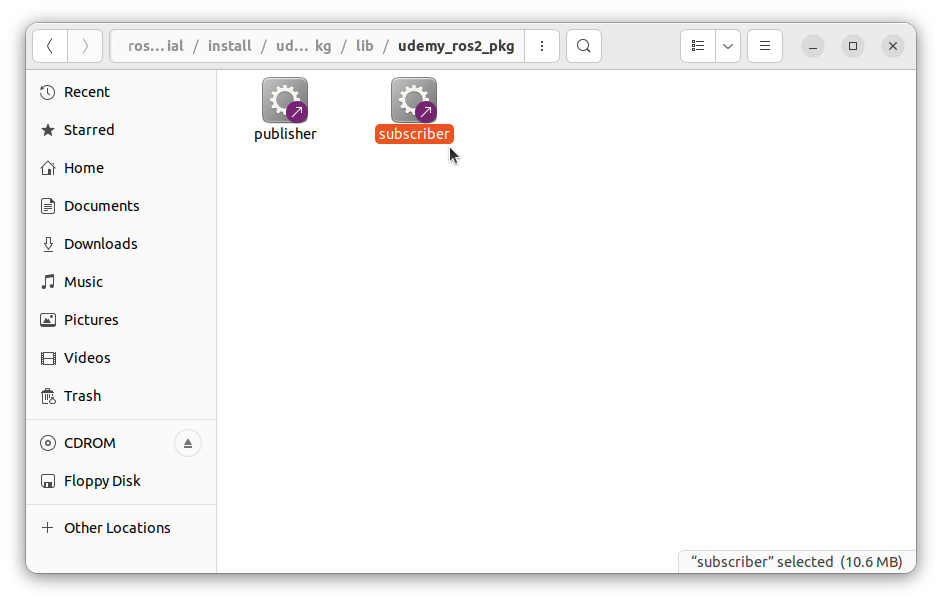 ros…ial / install / ud… kg / lib / udemy_ros2_pkg
Recent
Starred
Home
Documents
Downloads
Music
Pictures
Videos
Trash
CDROM
Floppy Disk
+ Other Locations
publisher
subscriber
“subscriber” selected (10.6 MB)